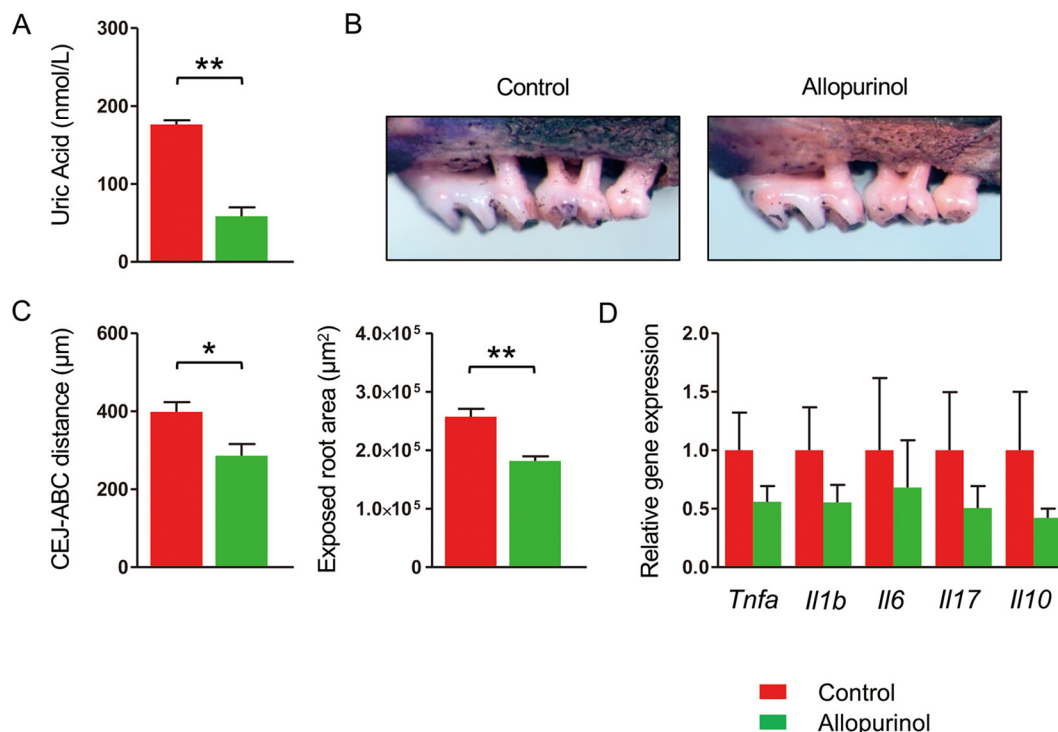 A
Uric Acid (nmol/L)
300
200
100
0
**
B
Control
Allopurinol
C
CEJ-ABC distance (μm)
600
400
200
0
*
Exposed root area (μm²)
4.0×10⁵
3.0×10⁵
2.0×10⁵
1.0×10⁵
0
**
D
Relative gene expression
2.0
1.5
1.0
0.5
0.0
Tnfa Il1b Il6 Il17 Il10
Control
Allopurinol